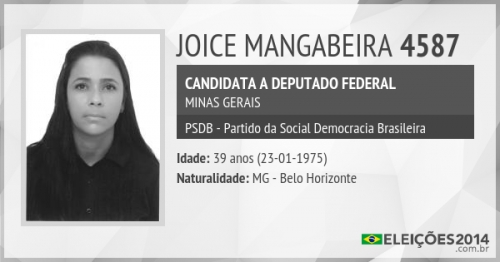 JOICE MANGABEIRA 4587
CANDIDATA A DEPUTADO FEDERAL
MINAS GERAIS
PSDB - Partido da Social Democracia Brasileira
Idade: 39 anos (23-01-1975)
Naturalidade: MG - Belo Horizonte
ELEIÇÕES2014
.com.br